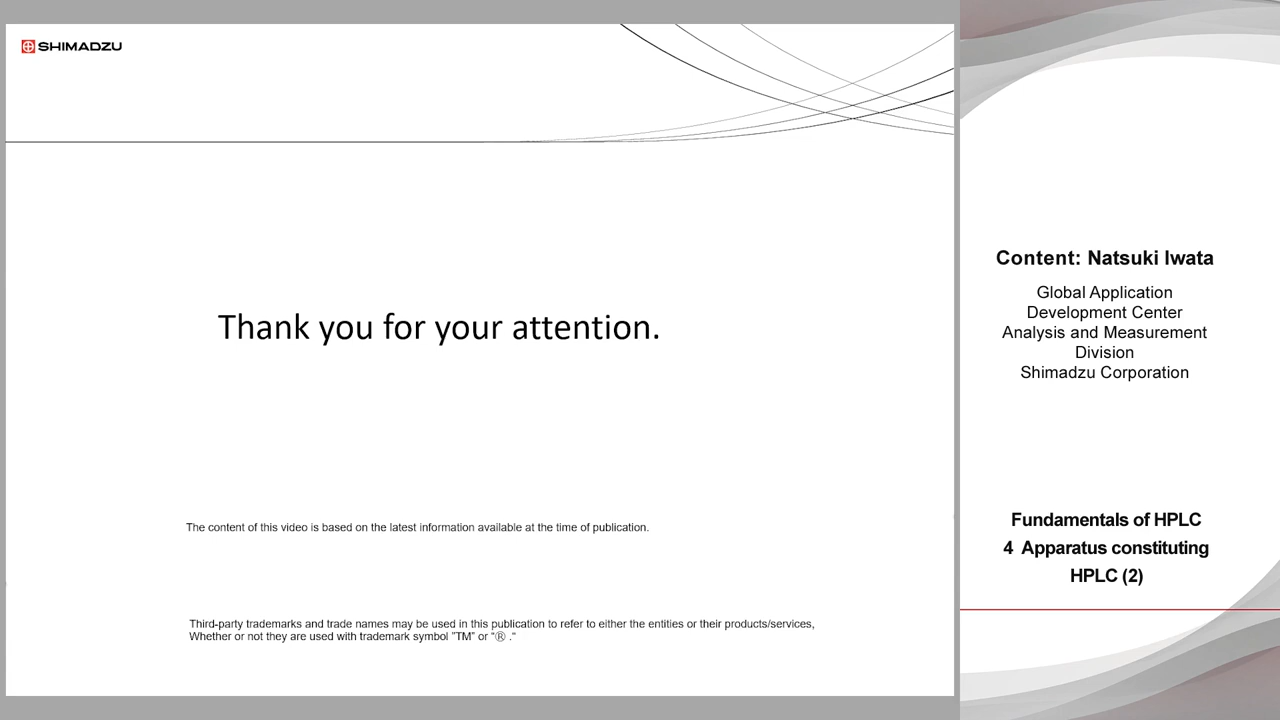 SHIMADZU
Thank you for your attention.
The content of this video is based on the latest information available at the time of publication.
Third-party trademarks and trade names may be used in this publication to refer to either the entities or their products/services,
Whether or not they are used with trademark symbol "TM" or "® ."
Content: Natsuki Iwata
Global Application
Development Center
Analysis and Measurement
Division
Shimadzu Corporation
Fundamentals of HPLC
4 Apparatus constituting
HPLC (2)